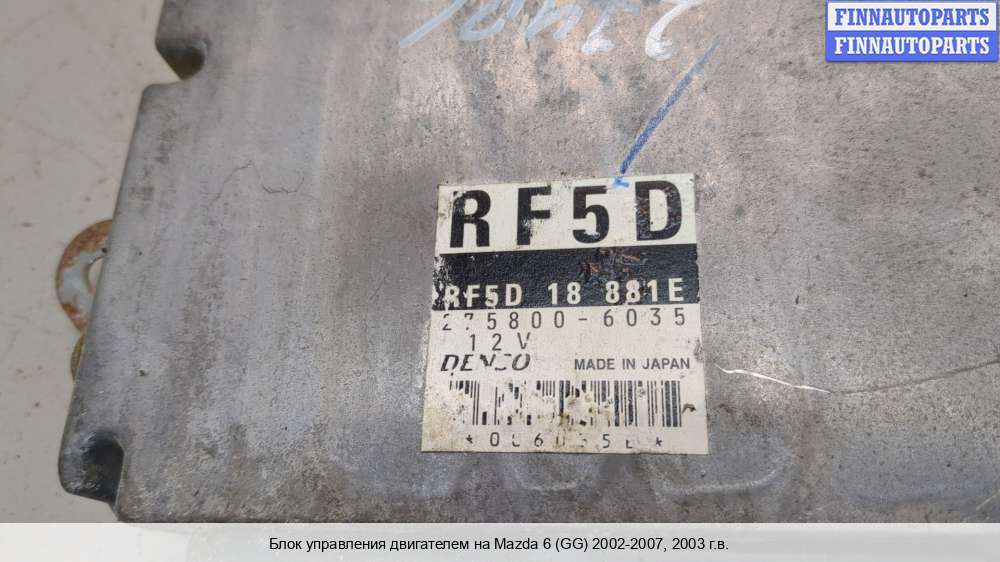 FINNAUTOPARTS
FINNAUTOPARTS
RF5D
RF5D 18 881E
275800-6035
12V
DENSO
MADE IN JAPAN
Блок управления двигателем на Mazda 6 (GG) 2002-2007, 2003 г.в.